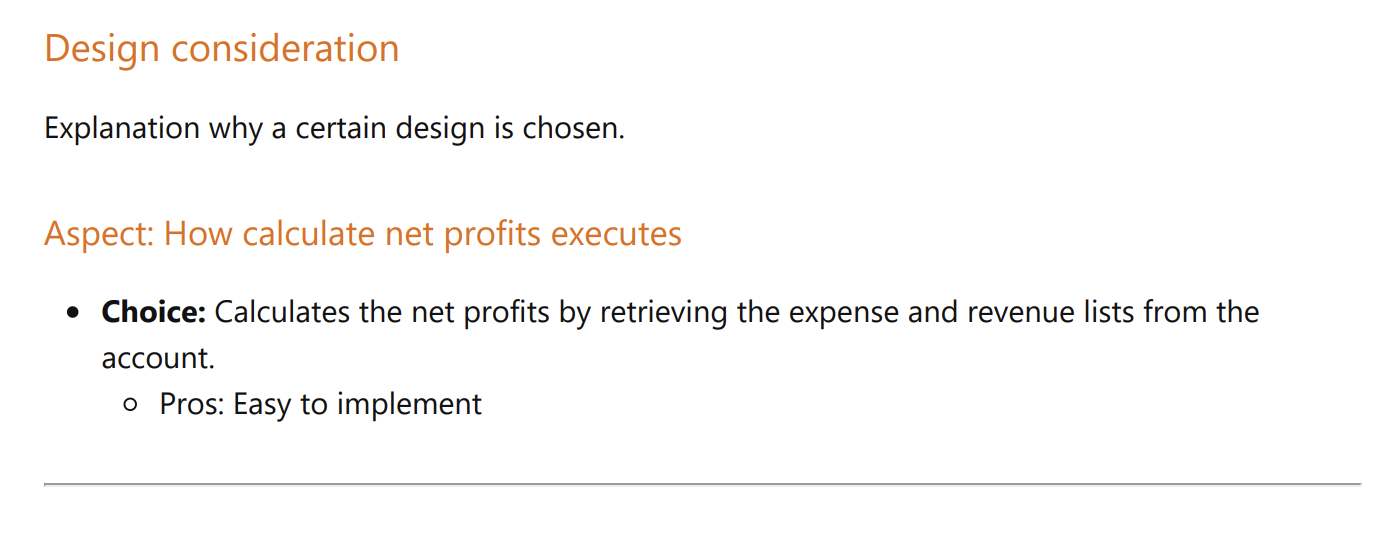 Design consideration
Explanation why a certain design is chosen.
Aspect: How calculate net profits executes
Choice: Calculates the net profits by retrieving the expense and revenue lists from the
account.
Pros: Easy to implement